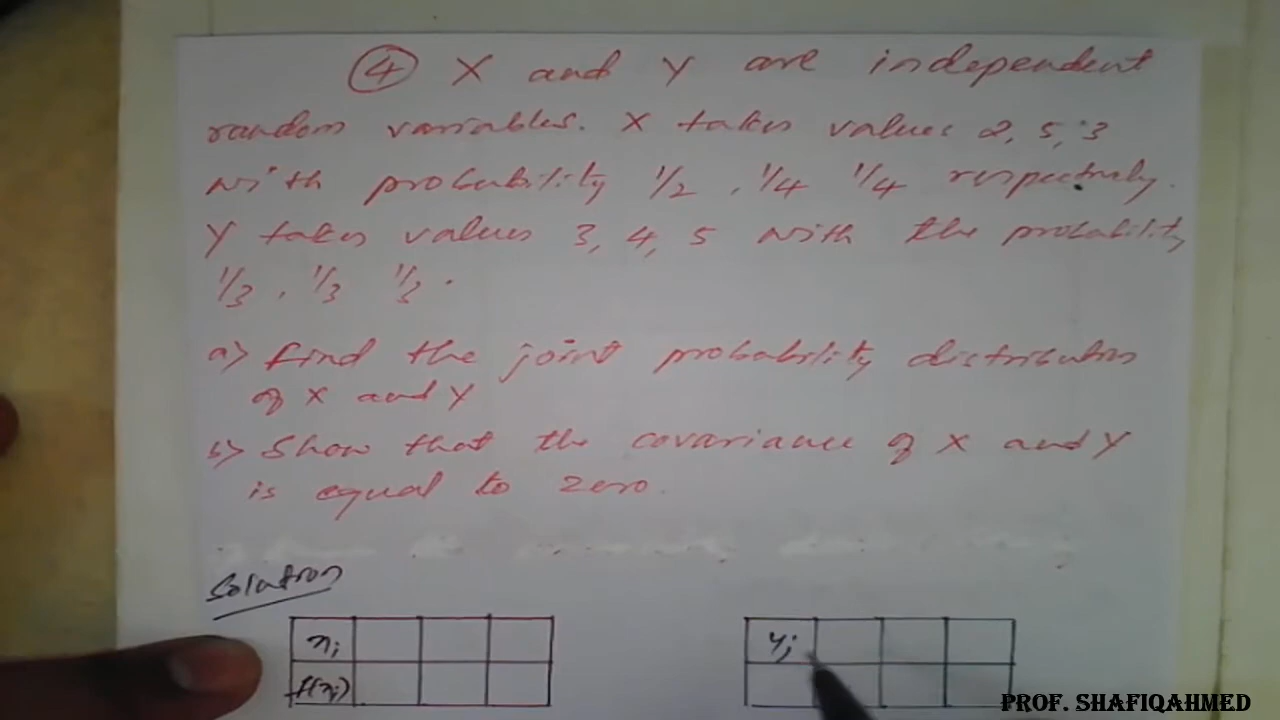 ④ X and Y are independent
random variables. X takes values 2, 5, 3
with probability 1/2, 1/4 1/4 respectively.
Y takes values 3, 4, 5 with the probability
1/3, 1/3 1/3.
a) Find the joint probability distribution
of X and Y
b) Show that the covariance of X and Y
is equal to zero.
Solution
xi
yj
f(xi)
PROF. SHAFIQAHMED